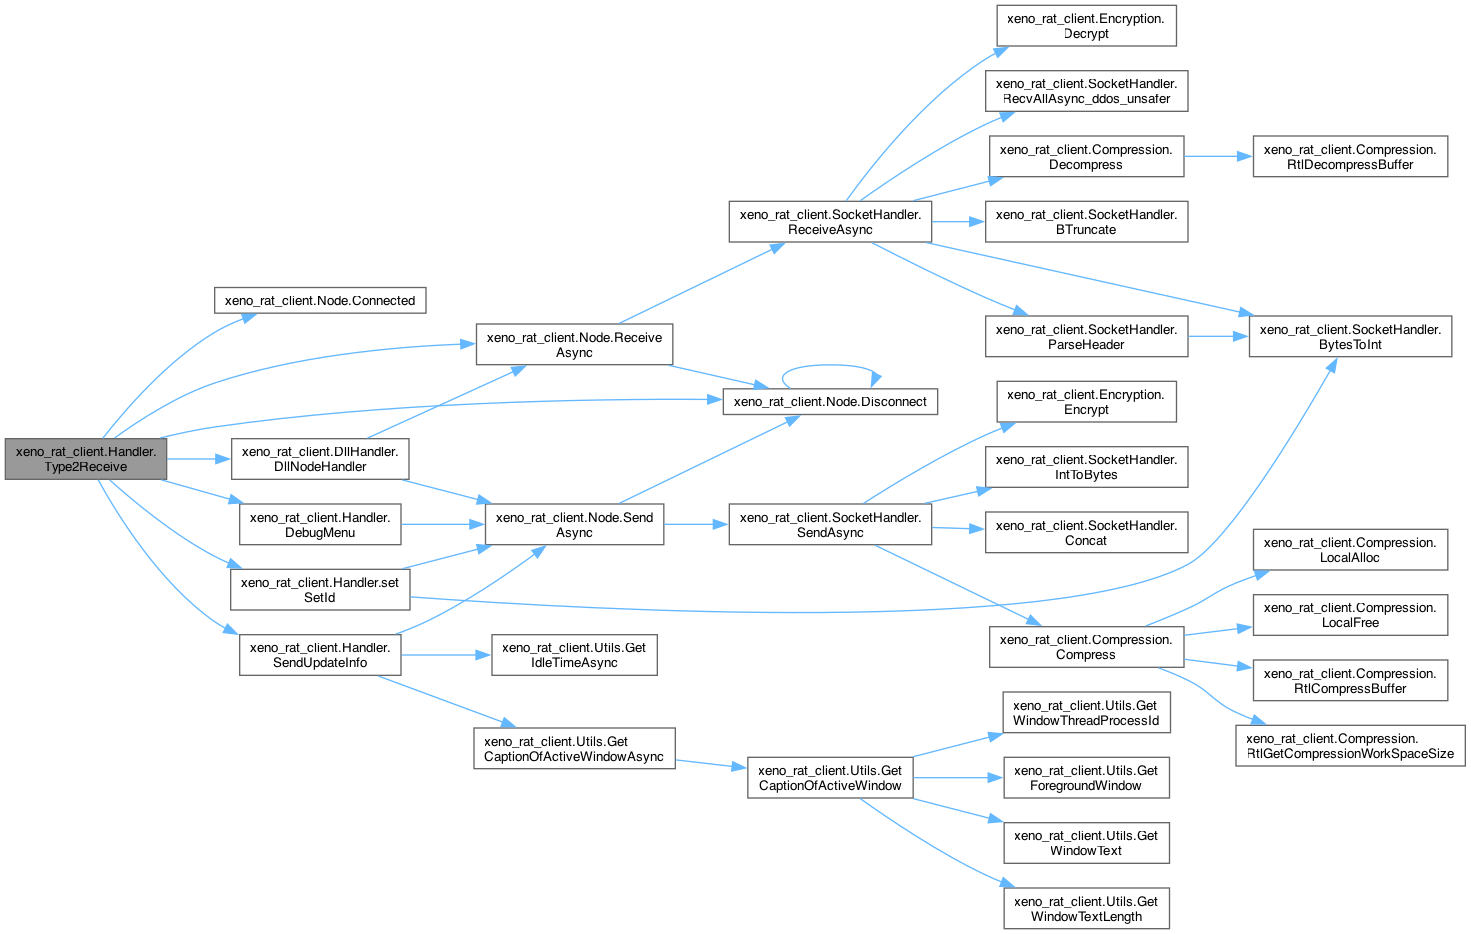 xeno_rat_client.Handler.
Type2Receive
xeno_rat_client.Node.Connected
xeno_rat_client.DllHandler.
DllNodeHandler
xeno_rat_client.Handler.
DebugMenu
xeno_rat_client.Handler.set
SetId
xeno_rat_client.Handler.
SendUpdateInfo
xeno_rat_client.Node.Receive
Async
xeno_rat_client.Node.Send
Async
xeno_rat_client.Utils.Get
IdleTimeAsync
xeno_rat_client.Utils.Get
CaptionOfActiveWindowAsync
xeno_rat_client.SocketHandler.
ReceiveAsync
xeno_rat_client.Node.Disconnect
xeno_rat_client.SocketHandler.
SendAsync
xeno_rat_client.Utils.Get
CaptionOfActiveWindow
xeno_rat_client.Encryption.
Decrypt
xeno_rat_client.SocketHandler.
RecvAllAsync_ddos_unsafer
xeno_rat_client.Compression.
Decompress
xeno_rat_client.SocketHandler.
BTruncate
xeno_rat_client.SocketHandler.
ParseHeader
xeno_rat_client.Encryption.
Encrypt
xeno_rat_client.SocketHandler.
IntToBytes
xeno_rat_client.SocketHandler.
Concat
xeno_rat_client.Compression.
Compress
xeno_rat_client.Utils.Get
WindowThreadProcessId
xeno_rat_client.Utils.Get
ForegroundWindow
xeno_rat_client.Utils.Get
WindowText
xeno_rat_client.Utils.Get
WindowTextLength
xeno_rat_client.Compression.
RtlDecompressBuffer
xeno_rat_client.SocketHandler.
BytesToInt
xeno_rat_client.Compression.
LocalAlloc
xeno_rat_client.Compression.
LocalFree
xeno_rat_client.Compression.
RtlCompressBuffer
xeno_rat_client.Compression.
RtlGetCompressionWorkSpaceSize